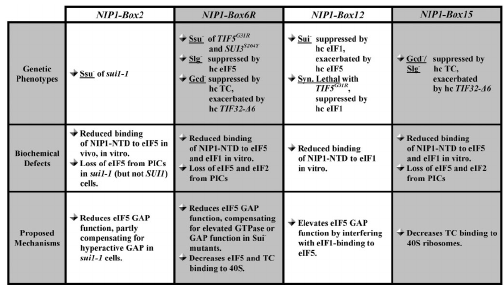 NIP1-Box2
NIP1-Box6R
NIP1-Box12
NIP1-Box15
Genetic
Phenotypes
Ssu⁻ of sui1-1
Ssu⁻ of TIF5^G31R
and SUI3^Y264T
Slg⁻ suppressed by
hc eIF5
Gcd⁻ suppressed by
hc TC,
exacerbated by
hc TIF32-Δ6
Sui⁻ suppressed by
hc eIF1,
exacerbated by
hc eIF5
Syn. Lethal with
TIF5^G31R,
suppressed by
hc eIF1
Gcd⁻/
Slg⁻ suppressed by
hc TC,
exacerbated
by hc TIF32-Δ6
Biochemical
Defects
Reduced binding
of NIP1-NTD to eIF5 in
vivo, in vitro.
Loss of eIF5 from PICs
in sui1-1 (but not SUI1)
cells.
Reduced binding
of NIP1-NTD to eIF5
and eIF1 in vitro.
Loss of eIF5 and eIF2
from PICs
Reduced binding
of NIP1-NTD to eIF1
in vitro.
Reduced binding
of NIP1-NTD to eIF5
and eIF1 in vitro.
Loss of eIF5 and eIF2
from PICs
Proposed
Mechanisms
Reduces eIF5 GAP
function, partly
compensating for
hyperactive GAP in
sui1-1 cells.
Reduces eIF5 GAP
function, compensating
for elevated GTPase or
GAP function in Sui
mutants.
Decreases eIF5 and TC
binding to 40S.
Elevates eIF5 GAP
function by interfering
with eIF1-binding to
eIF5.
Decreases TC binding to
40S ribosomes.